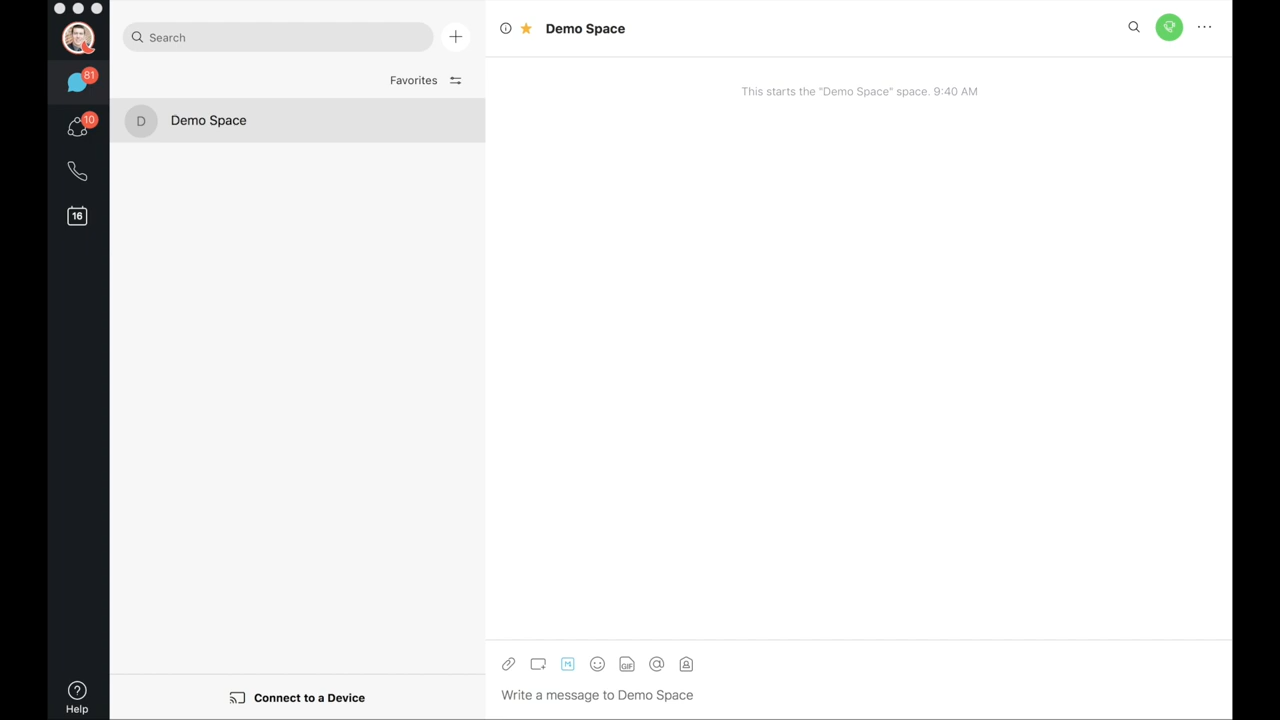 81
10
16
Help
Search
Favorites
D
Demo Space
Connect to a Device
Demo Space
This starts the "Demo Space" space. 9:40 AM
M
GIF
@
Write a message to Demo Space